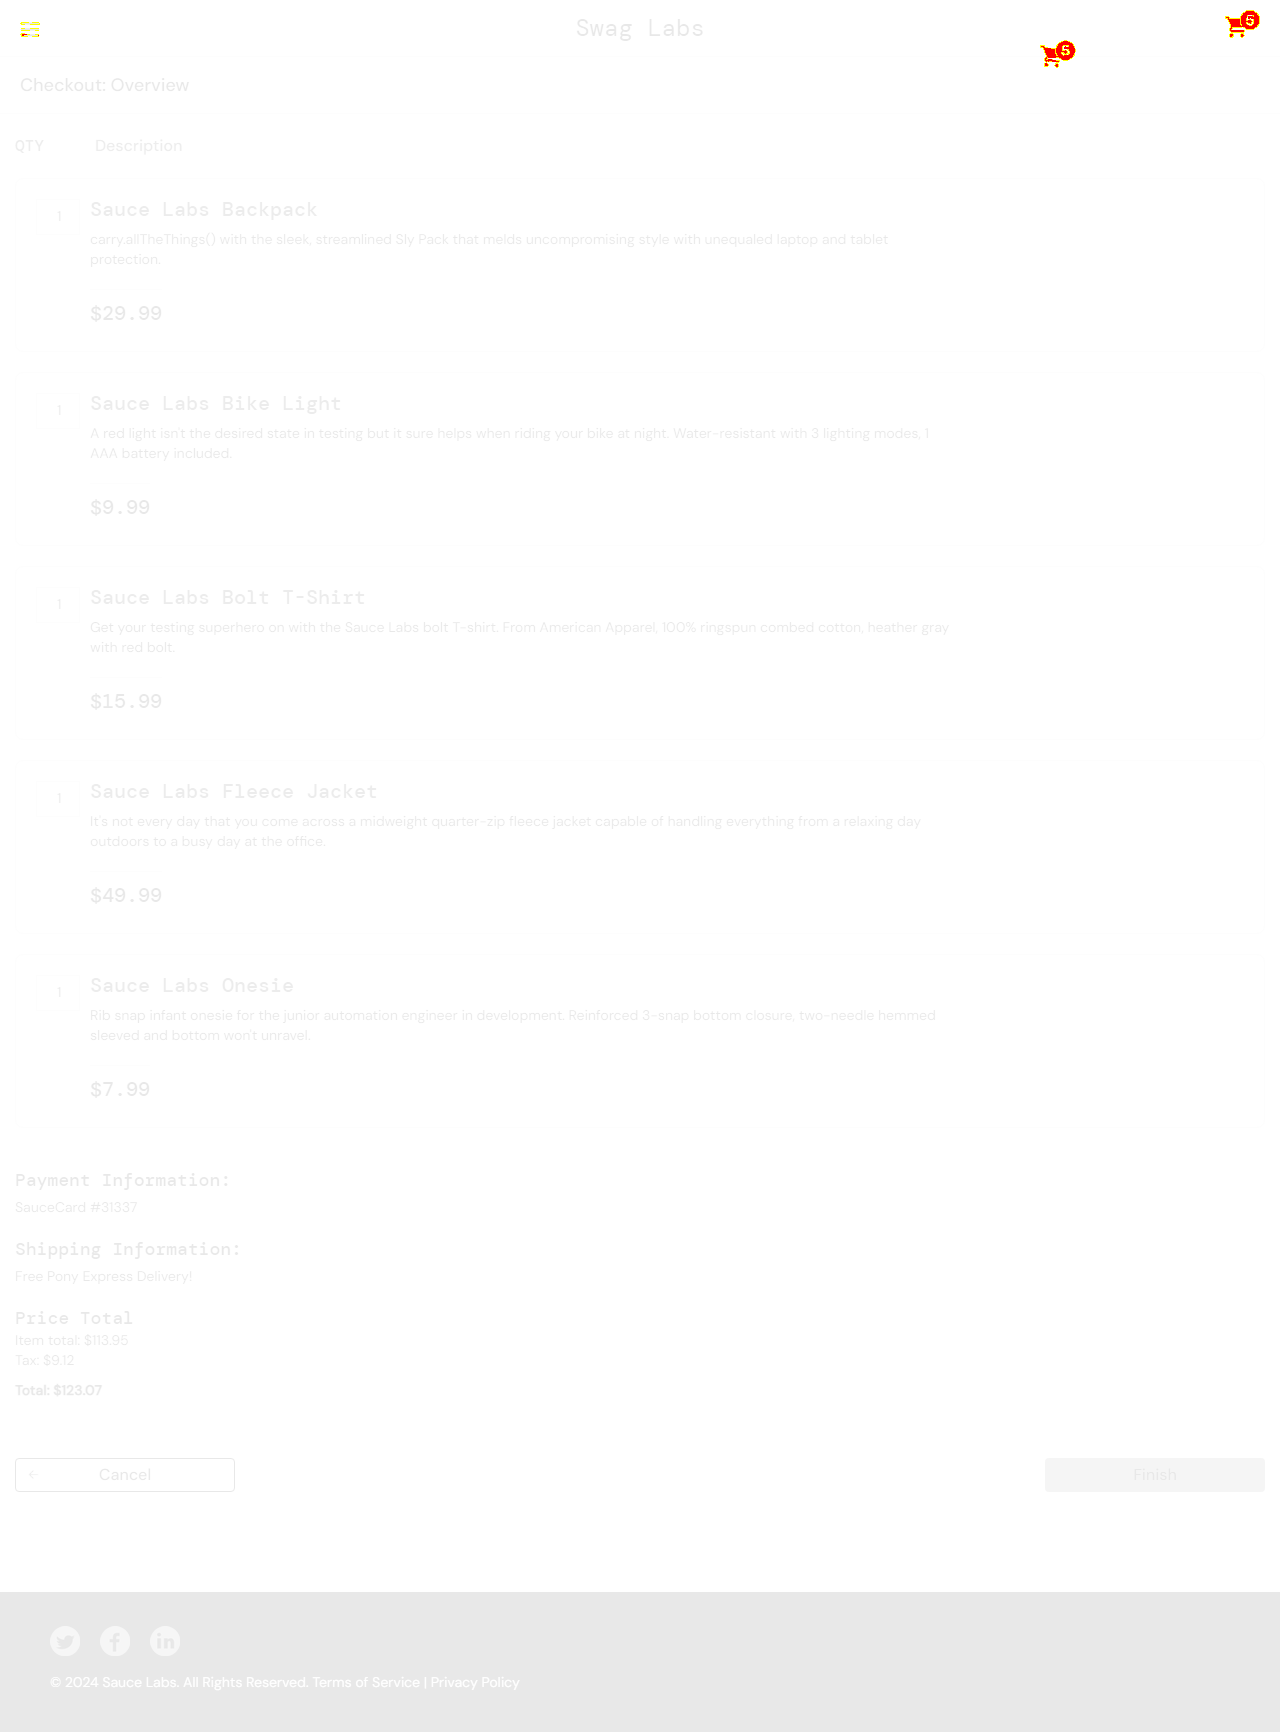 Swag Labs
5
5
Checkout: Overview
QTY Description
1 Sauce Labs Backpack
carry.allTheThings() with the sleek, streamlined Sly Pack that melds uncompromising style with unequaled laptop and tablet
protection.
$29.99
1 Sauce Labs Bike Light
A red light isn't the desired state in testing but it sure helps when riding your bike at night. Water-resistant with 3 lighting modes, 1
AAA battery included.
$9.99
1 Sauce Labs Bolt T-Shirt
Get your testing superhero on with the Sauce Labs bolt T-shirt. From American Apparel, 100% ringspun combed cotton, heather gray
with red bolt.
$15.99
1 Sauce Labs Fleece Jacket
It's not every day that you come across a midweight quarter-zip fleece jacket capable of handling everything from a relaxing day
outdoors to a busy day at the office.
$49.99
1 Sauce Labs Onesie
Rib snap infant onesie for the junior automation engineer in development. Reinforced 3-snap bottom closure, two-needle hemmed
sleeved and bottom won't unravel.
$7.99
Payment Information:
SauceCard #31337
Shipping Information:
Free Pony Express Delivery!
Price Total
Item total: $113.95
Tax: $9.12
Total: $123.07
Cancel Finish
© 2024 Sauce Labs. All Rights Reserved. Terms of Service | Privacy Policy